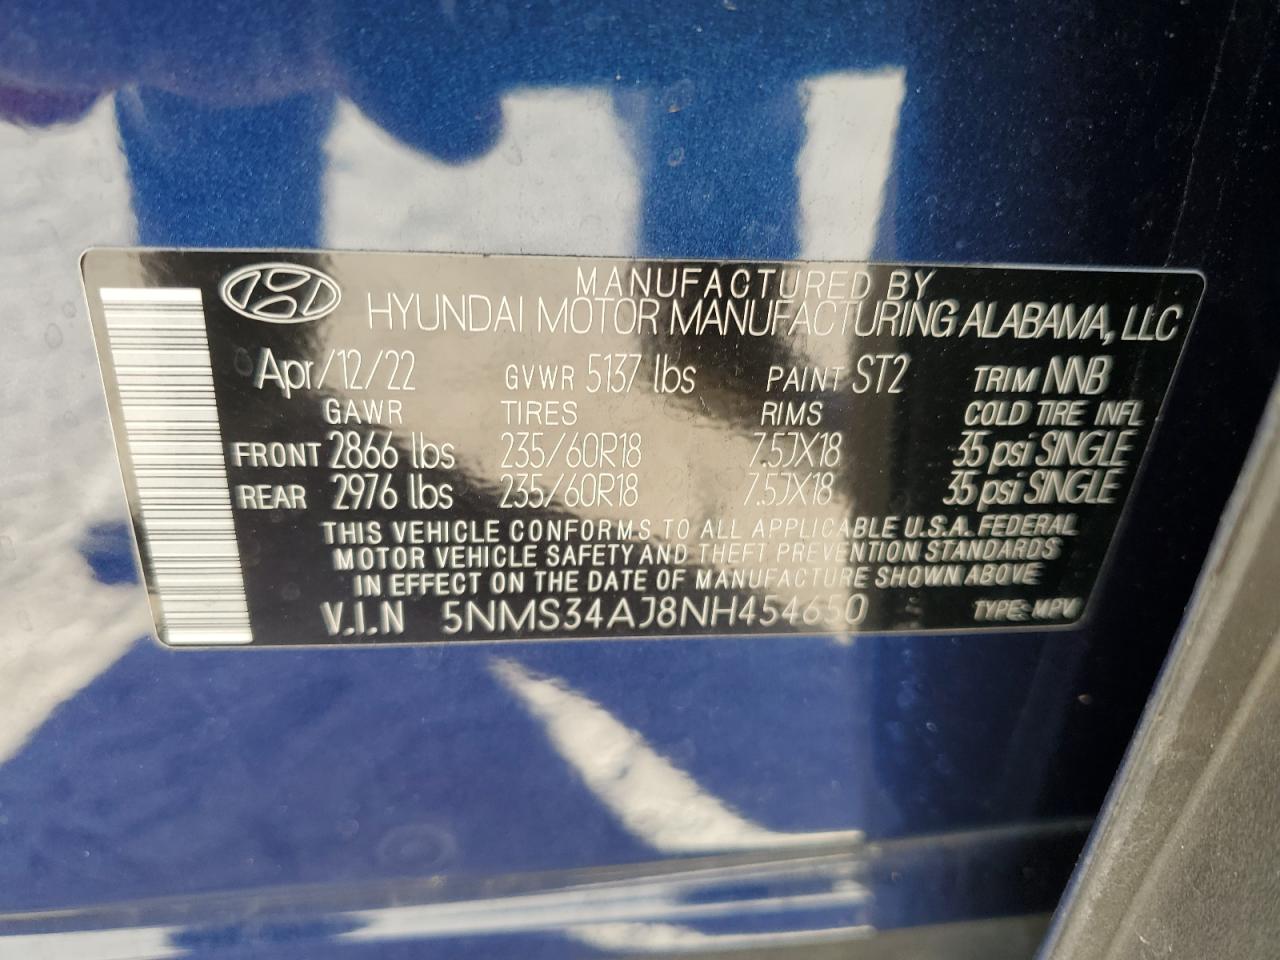 MANUFACTURED BY
HYUNDAI MOTOR MANUFACTURING ALABAMA, LLC
Apr/12/22 GVWR 5137 lbs PAINT ST2 TRIM NNB
GAWR TIRES RIMS COLD TIRE INFL
FRONT 2866 lbs 235/60R18 7.5JX18 35 psi SINGLE
REAR 2976 lbs 235/60R18 7.5JX18 35 psi SINGLE
THIS VEHICLE CONFORMS TO ALL APPLICABLE U.S.A. FEDERAL
MOTOR VEHICLE SAFETY AND THEFT PREVENTION STANDARDS
IN EFFECT ON THE DATE OF MANUFACTURE SHOWN ABOVE
V.I.N 5NMS34AJ8NH454650 TYPE: MPV